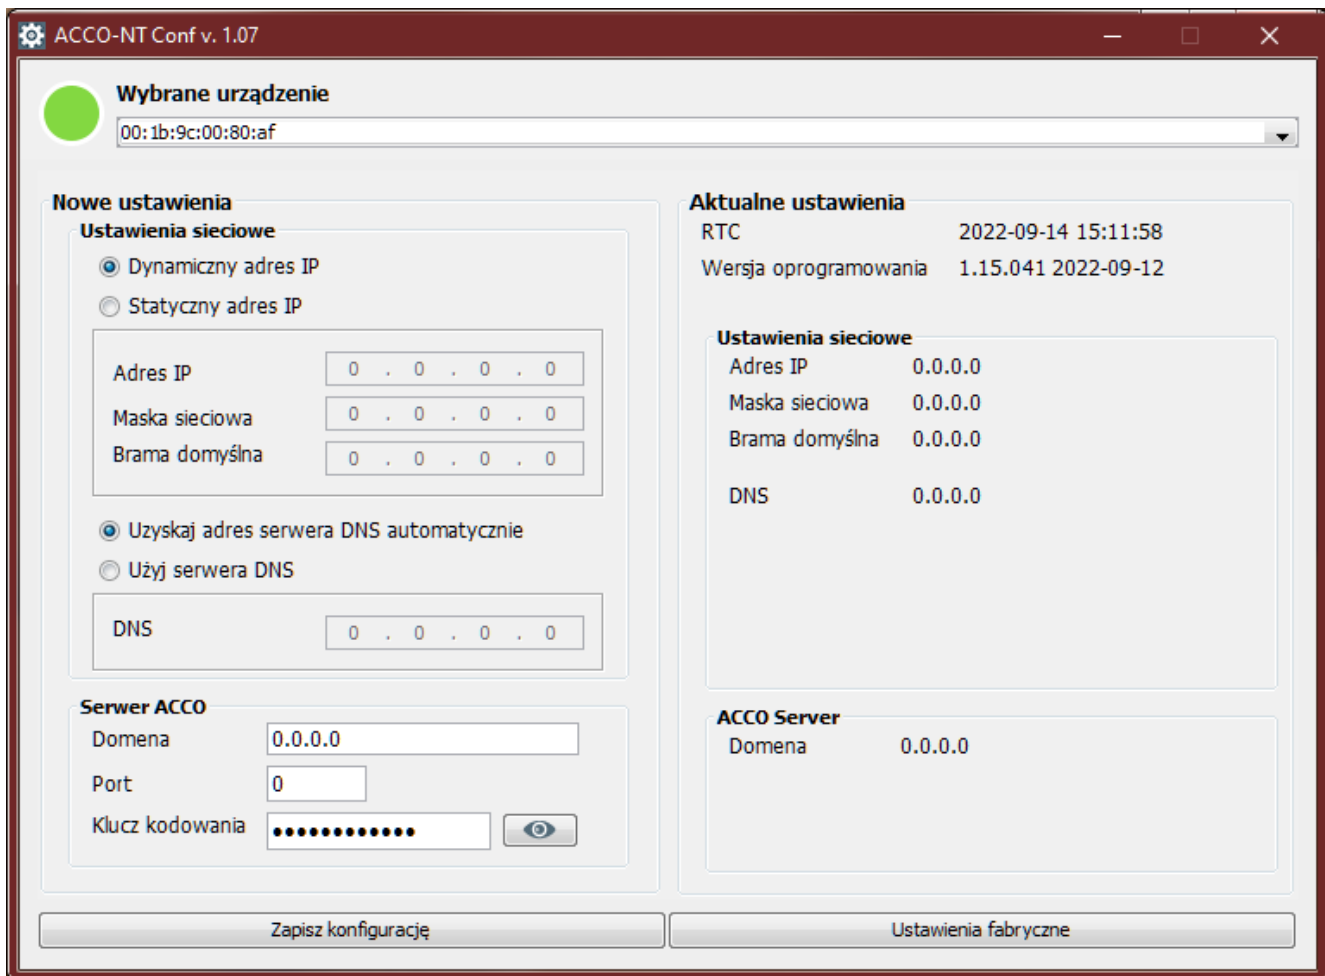 ACCO-NT Conf v. 1.07
Wybrane urządzenie
00:1b:9c:00:80:af
Nowe ustawienia
Ustawienia sieciowe
Dynamiczny adres IP
Statyczny adres IP
Adres IP 0 . 0 . 0 . 0
Maska sieciowa 0 . 0 . 0 . 0
Brama domyślna 0 . 0 . 0 . 0
Uzyskaj adres serwera DNS automatycznie
Użyj serwera DNS
DNS 0 . 0 . 0 . 0
Serwer ACCO
Domena 0.0.0.0
Port 0
Klucz kodowania ••••••••••••
Zapisz konfigurację
Aktualne ustawienia
RTC 2022-09-14 15:11:58
Wersja oprogramowania 1.15.041 2022-09-12
Ustawienia sieciowe
Adres IP 0.0.0.0
Maska sieciowa 0.0.0.0
Brama domyślna 0.0.0.0
DNS 0.0.0.0
ACCO Server
Domena 0.0.0.0
Ustawienia fabryczne